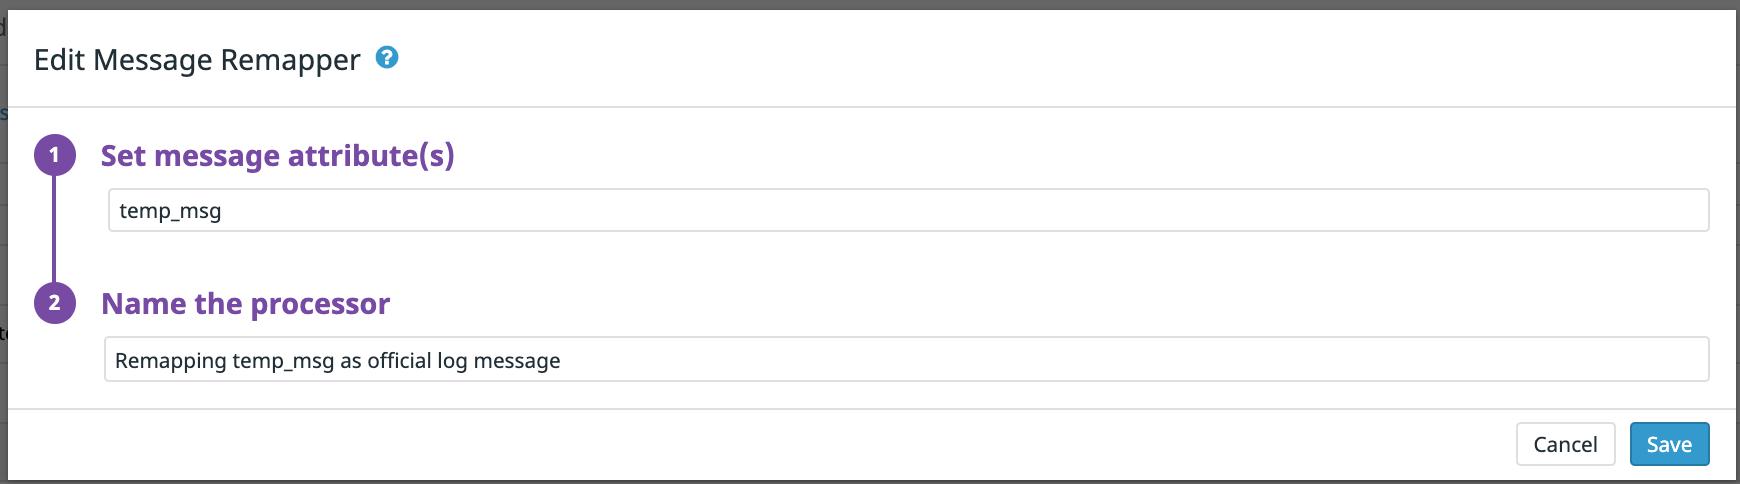 Edit Message Remapper ?
1 Set message attribute(s)
temp_msg
2 Name the processor
Remapping temp_msg as official log message
Cancel Save